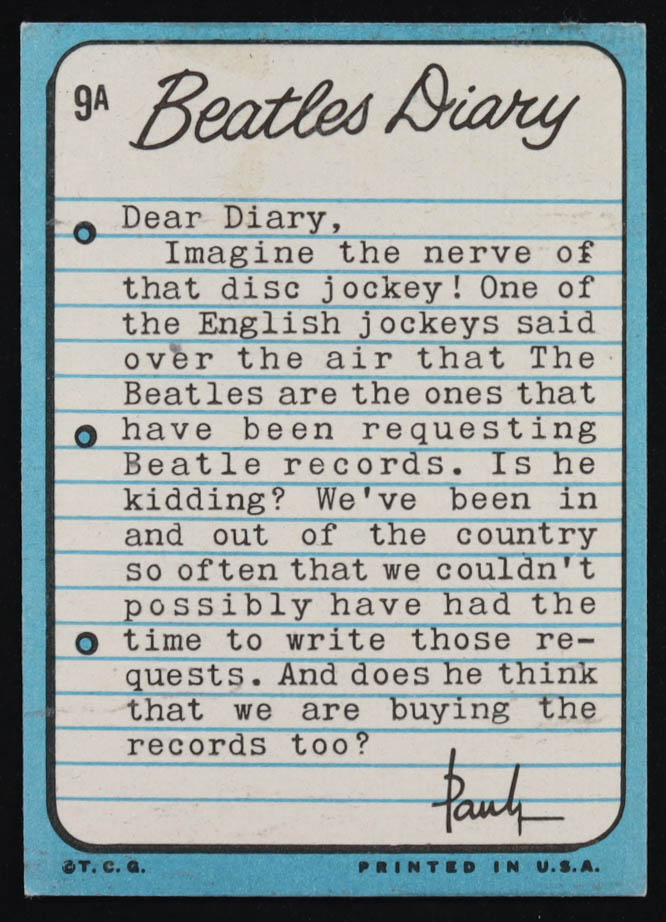 9A
Beatles Diary
Dear Diary,
Imagine the nerve of
that disc jockey! One of
the English jockeys said
over the air that The
Beatles are the ones that
have been requesting
Beatle records. Is he
kidding? We've been in
and out of the country
so often that we couldn't
possibly have had the
time to write those re-
quests. And does he think
that we are buying the
records too?
Paul
©T.C.G.
PRINTED IN U.S.A.